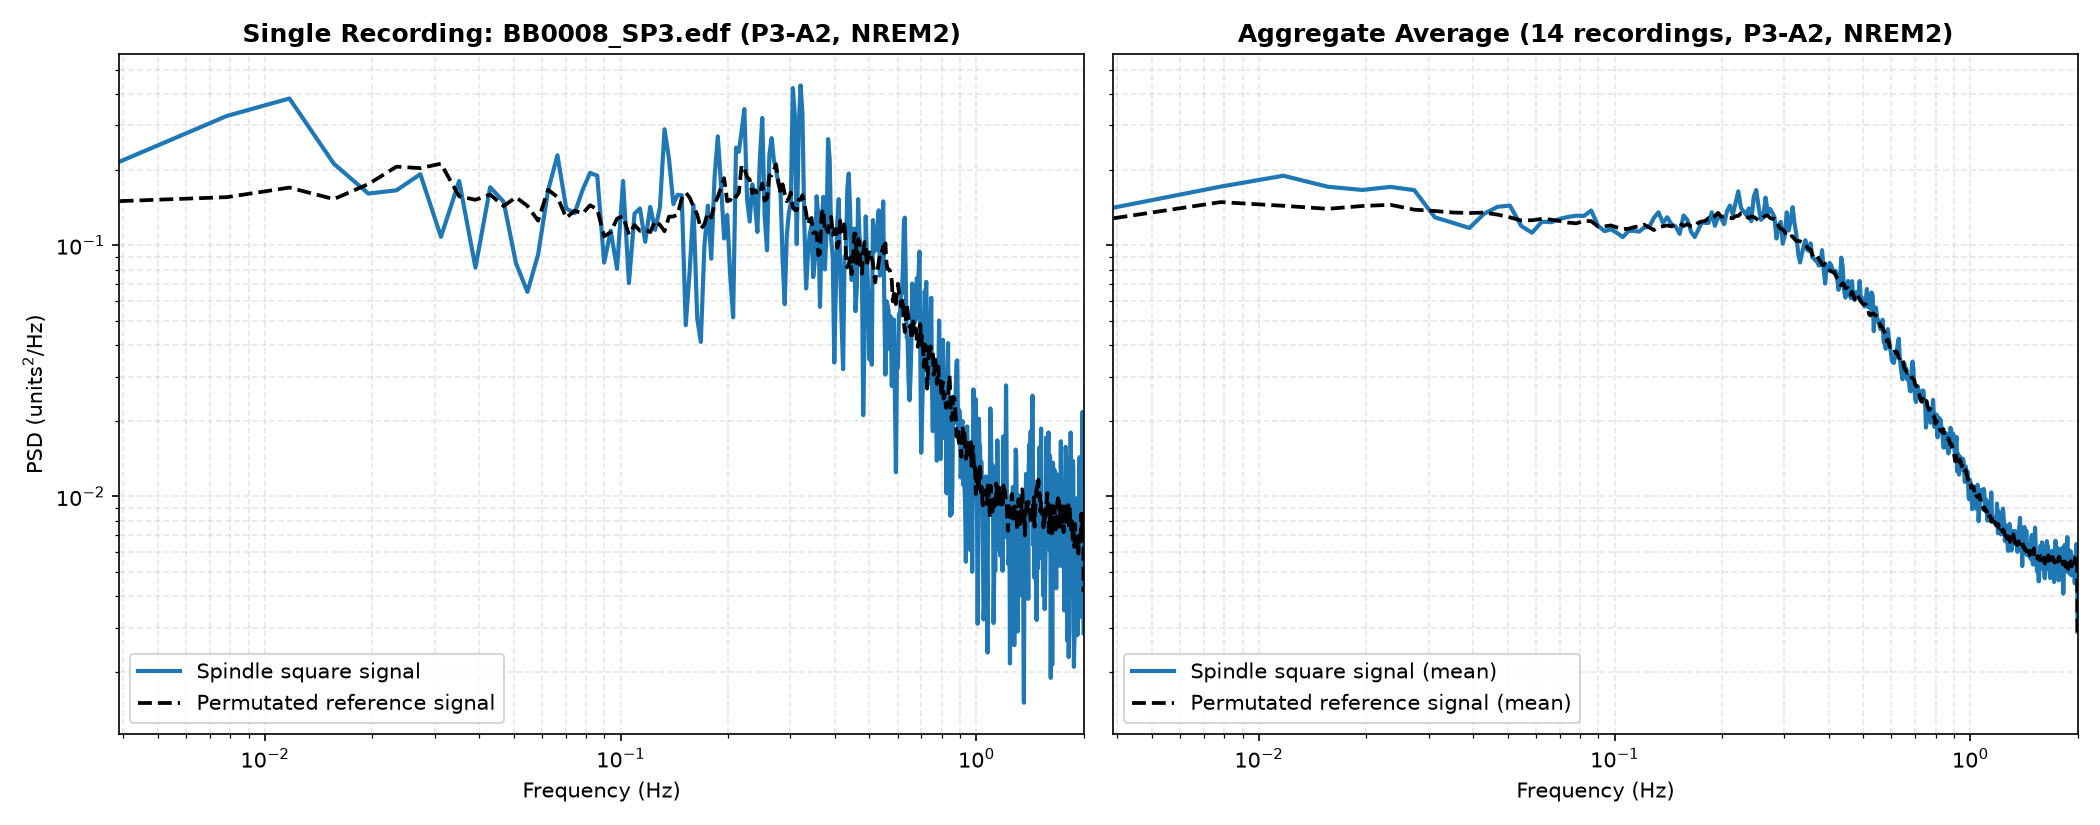 Single Recording: BB0008_SP3.edf (P3-A2, NREM2)
PSD (units²/Hz)
10⁻¹
10⁻²
Spindle square signal
Permutated reference signal
10⁻²
10⁻¹
10⁰
Frequency (Hz)
Aggregate Average (14 recordings, P3-A2, NREM2)
Spindle square signal (mean)
Permutated reference signal (mean)
10⁻²
10⁻¹
10⁰
Frequency (Hz)